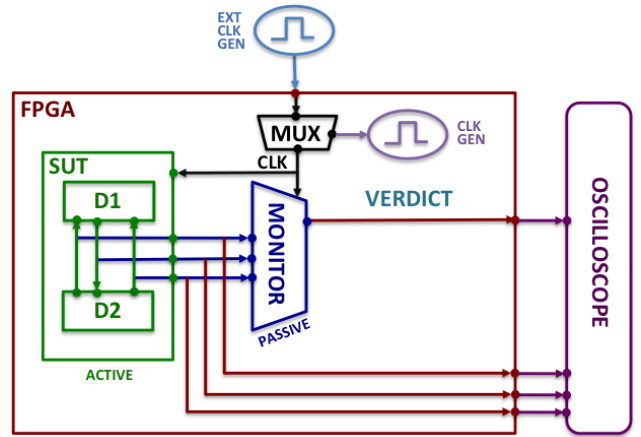 EXT
CLK
GEN
FPGA
MUX
CLK
GEN
CLK
SUT
D1
VERDICT
MONITOR
OSCILLOSCOPE
D2
PASSIVE
ACTIVE